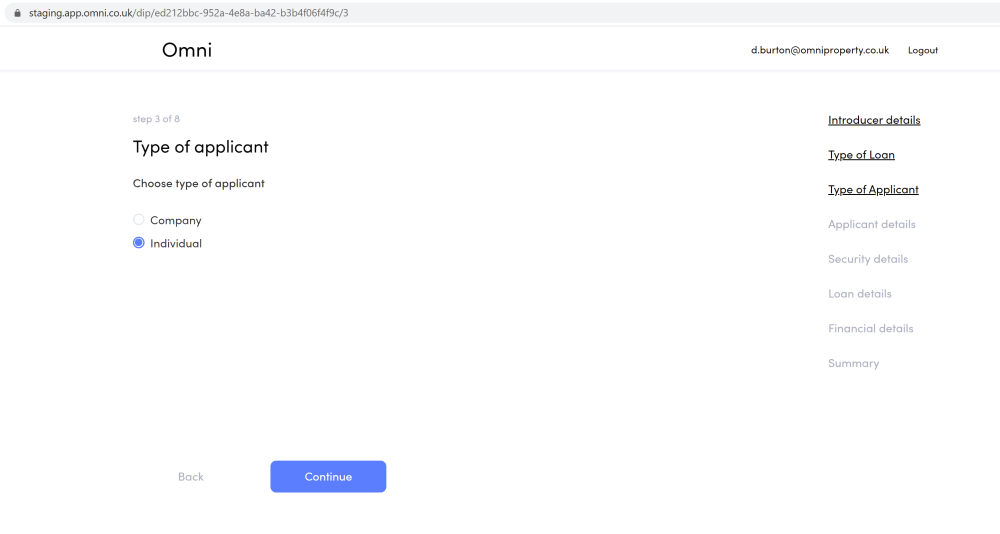 staging.app.omni.co.uk/dip/ed212bbc-952a-4e8a-ba42-b3b4f06f4f9c/3
Omni
d.burton@omniproperty.co.uk Logout
step 3 of 8
Type of applicant
Choose type of applicant
Company
Individual
Introducer details
Type of Loan
Type of Applicant
Applicant details
Security details
Loan details
Financial details
Summary
Back
Continue